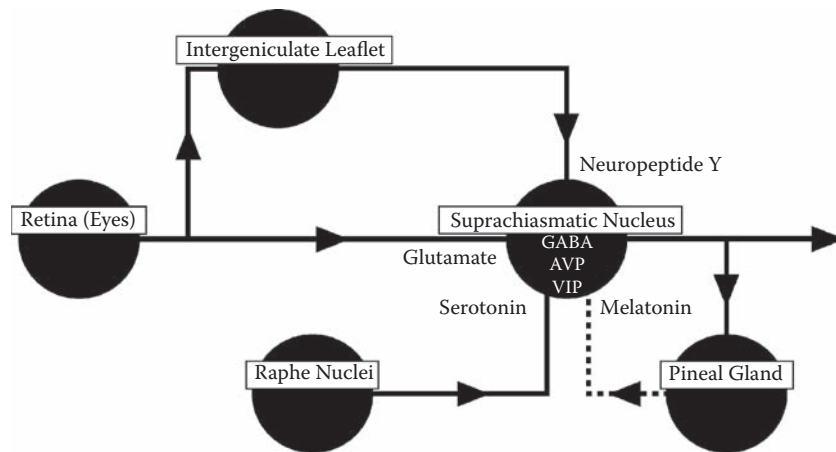 Intergeniculate Leaflet
Neuropeptide Y
Retina (Eyes)
Suprachiasmatic Nucleus
GABA
Glutamate
AVP
VIP
Serotonin
Melatonin
Raphe Nuclei
Pineal Gland